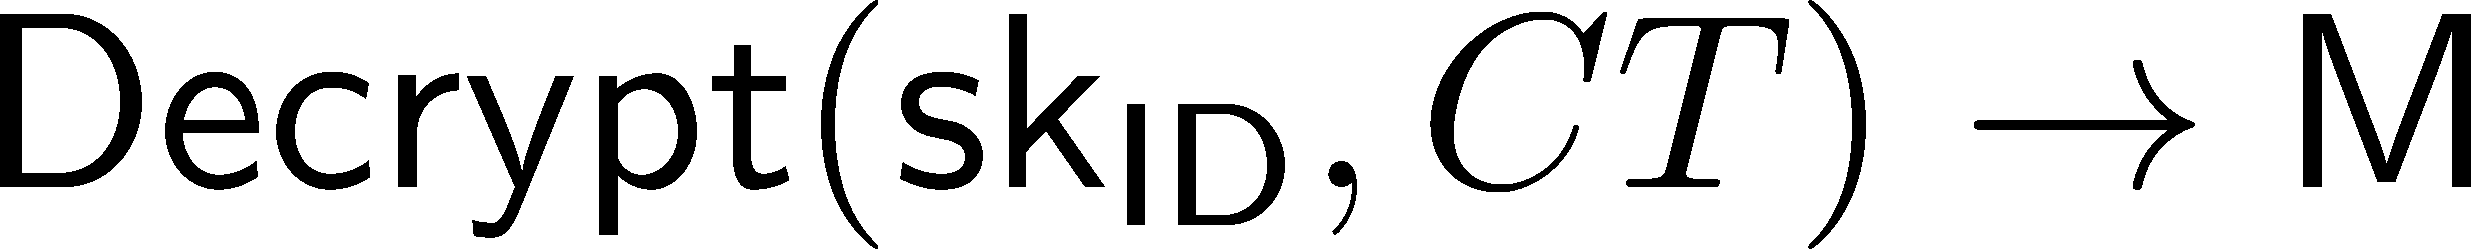 Decrypt(sk_ID, CT) → M